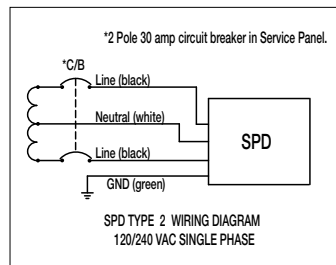 *2 Pole 30 amp circuit breaker in Service Panel.
*C/B
Line (black)
Neutral (white)
SPD
Line (black)
GND (green)
SPD TYPE 2 WIRING DIAGRAM
120/240 VAC SINGLE PHASE